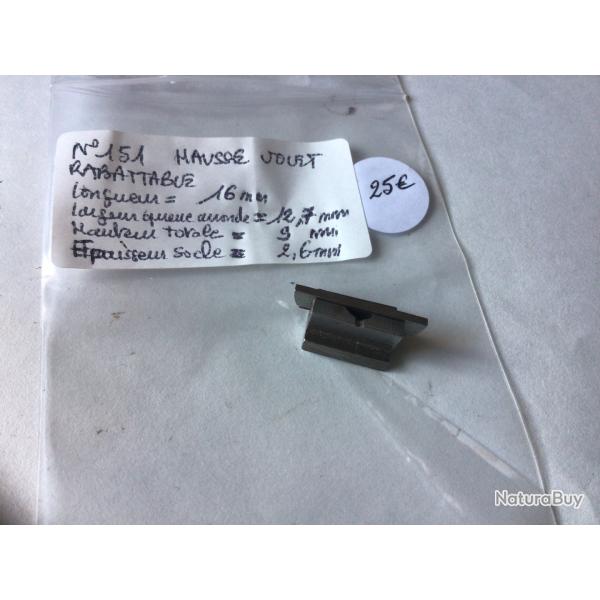 N°151 HAUSSE VOLET
RABATTABLE
Longueur = 16 mm
largeur queue aronde = 12,7 mm
Hauteur totale = 9 mm
Epaisseur socle = 2,6 mm
25€
NaturaBuy